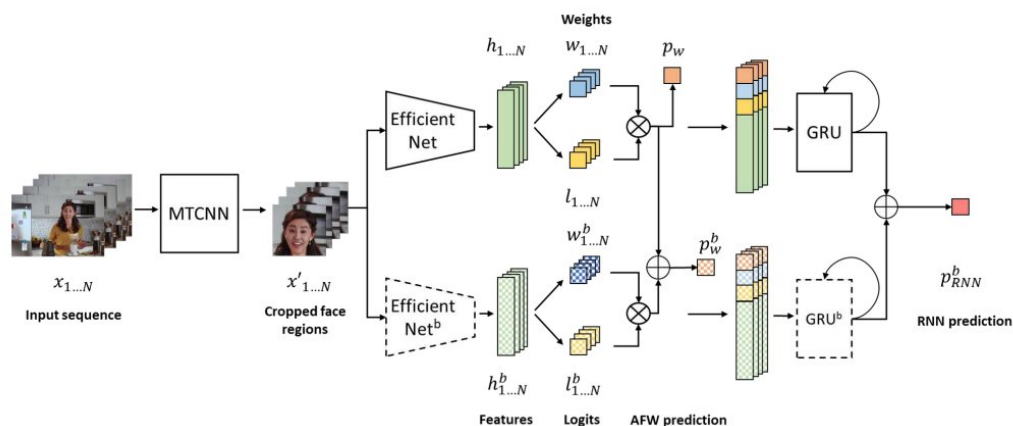 Weights
h₁…N
w₁…N
p_w
Efficient
Net
GRU
MTCNN
l₁…N
x₁…N
Input sequence
x'₁…N
Cropped face
regions
w^b₁…N
p^b_w
Efficient
Net^b
GRU^b
p^b_RNN
RNN prediction
h^b₁…N
l^b₁…N
Features
Logits
AFW prediction